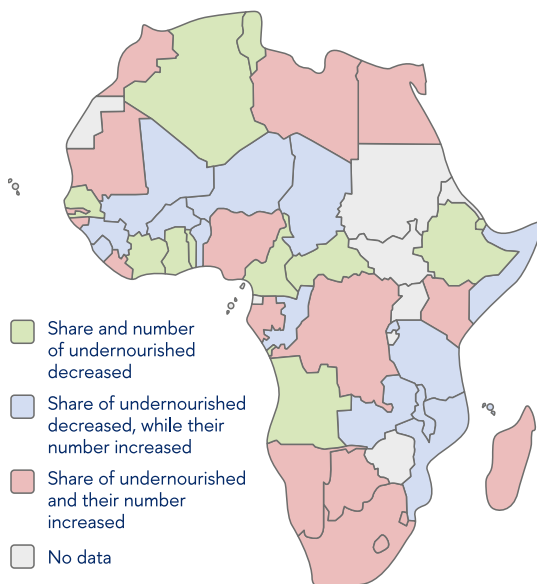 Share and number
of undernourished
decreased
Share of undernourished
decreased, while their
number increased
Share of undernourished
and their number
increased
No data